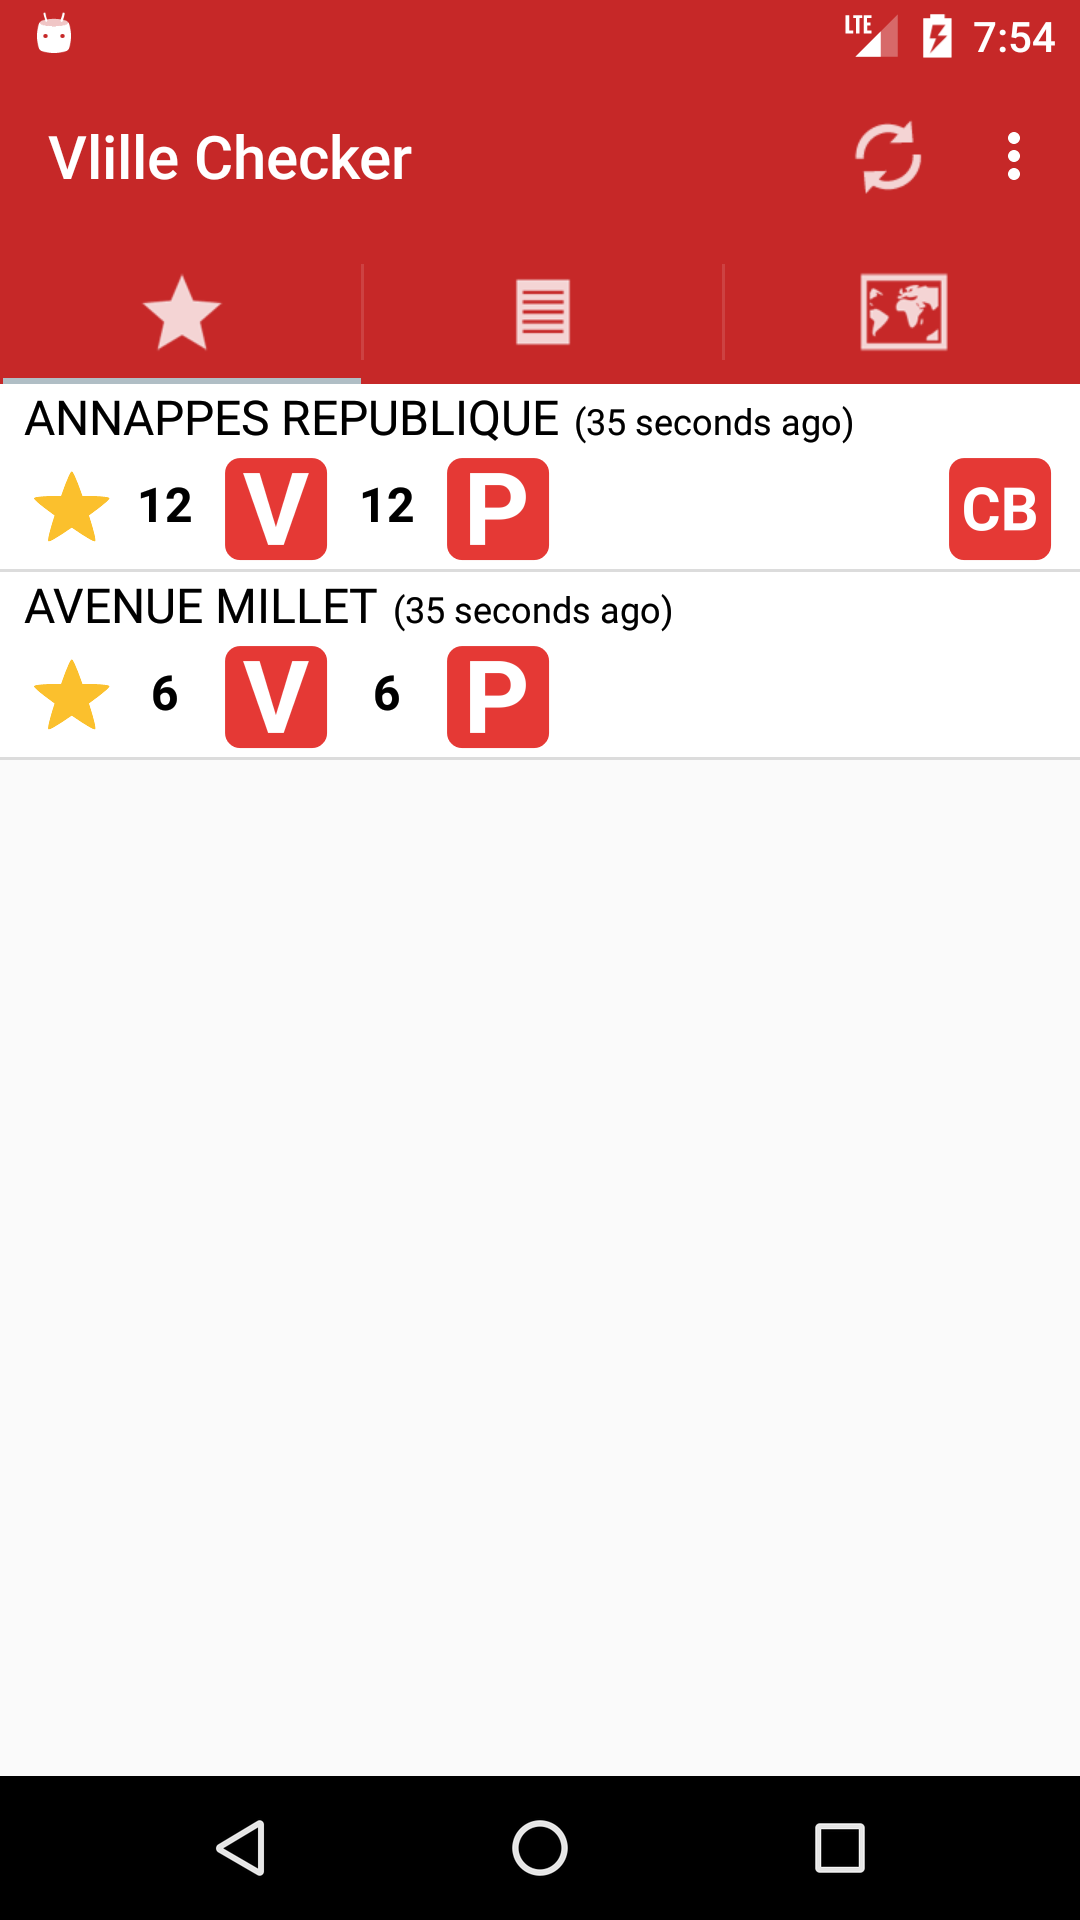 LTE 7:54
Vlille Checker
ANNAPPES REPUBLIQUE (35 seconds ago)
12 V 12 P CB
AVENUE MILLET (35 seconds ago)
6 V 6 P